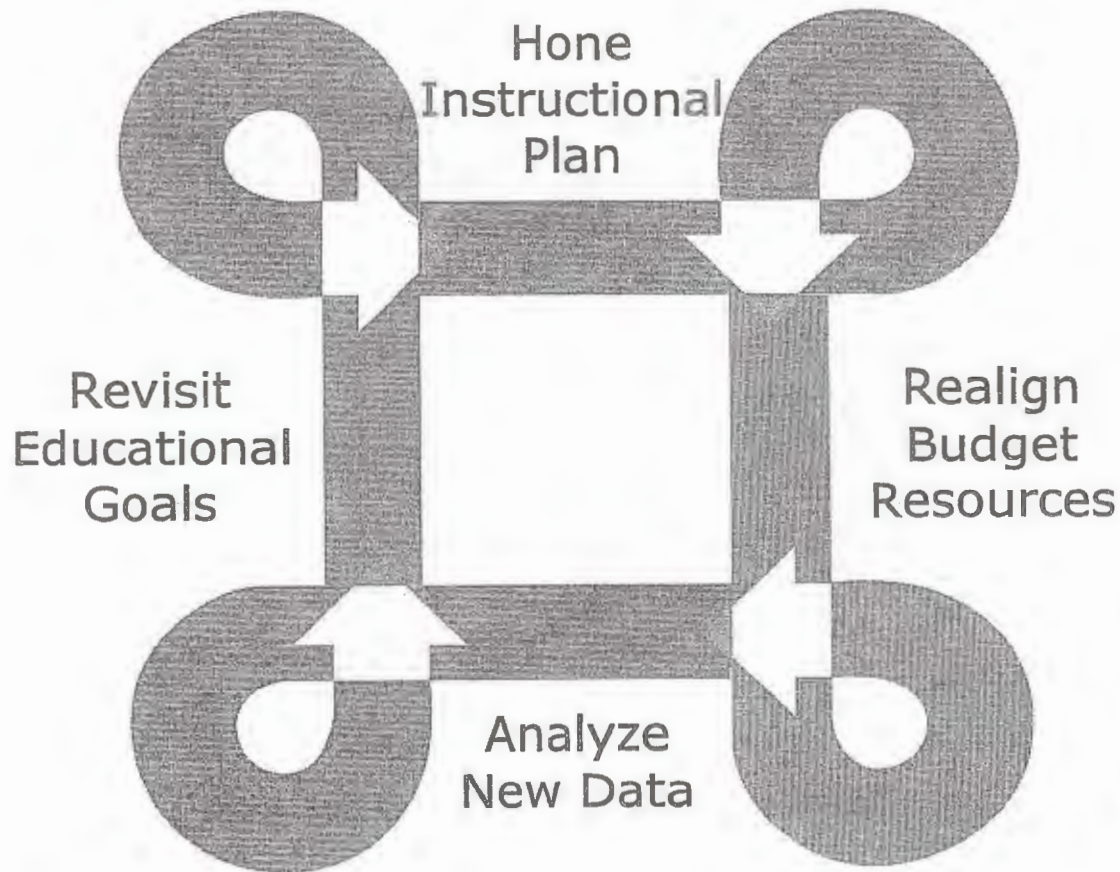 Hone
Instructional
Plan
Revisit
Educational
Goals
Realign
Budget
Resources
Analyze
New Data